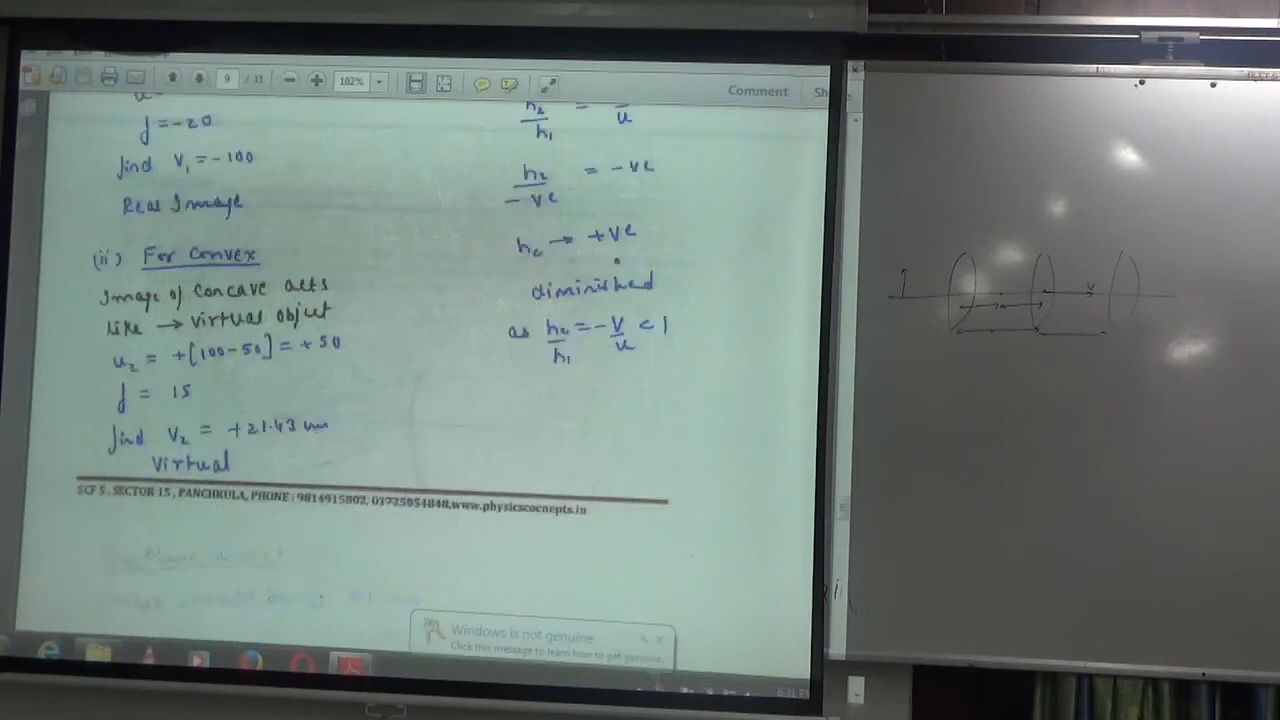 9 / 11
102%
Comment
Sh
u
f = -20
find V₁ = -100
Real Image
(ii) For Convex
Image of concave acts
like → virtual object
u₂ = +[100-50] = +50
f = 15
find V₂ = +21.43 cm
Virtual
h₂/h₁ = u
h₂/-ve = -ve
→ +ve
diminished
as h₂/h₁ = -V/u < 1
SCF 5 , SECTOR 15 , PANCHKULA, PHONE : 9814915802, 01725054848,www.physicscocnepts.in
Windows is not genuine
Click this message to learn how to get genuine.
v